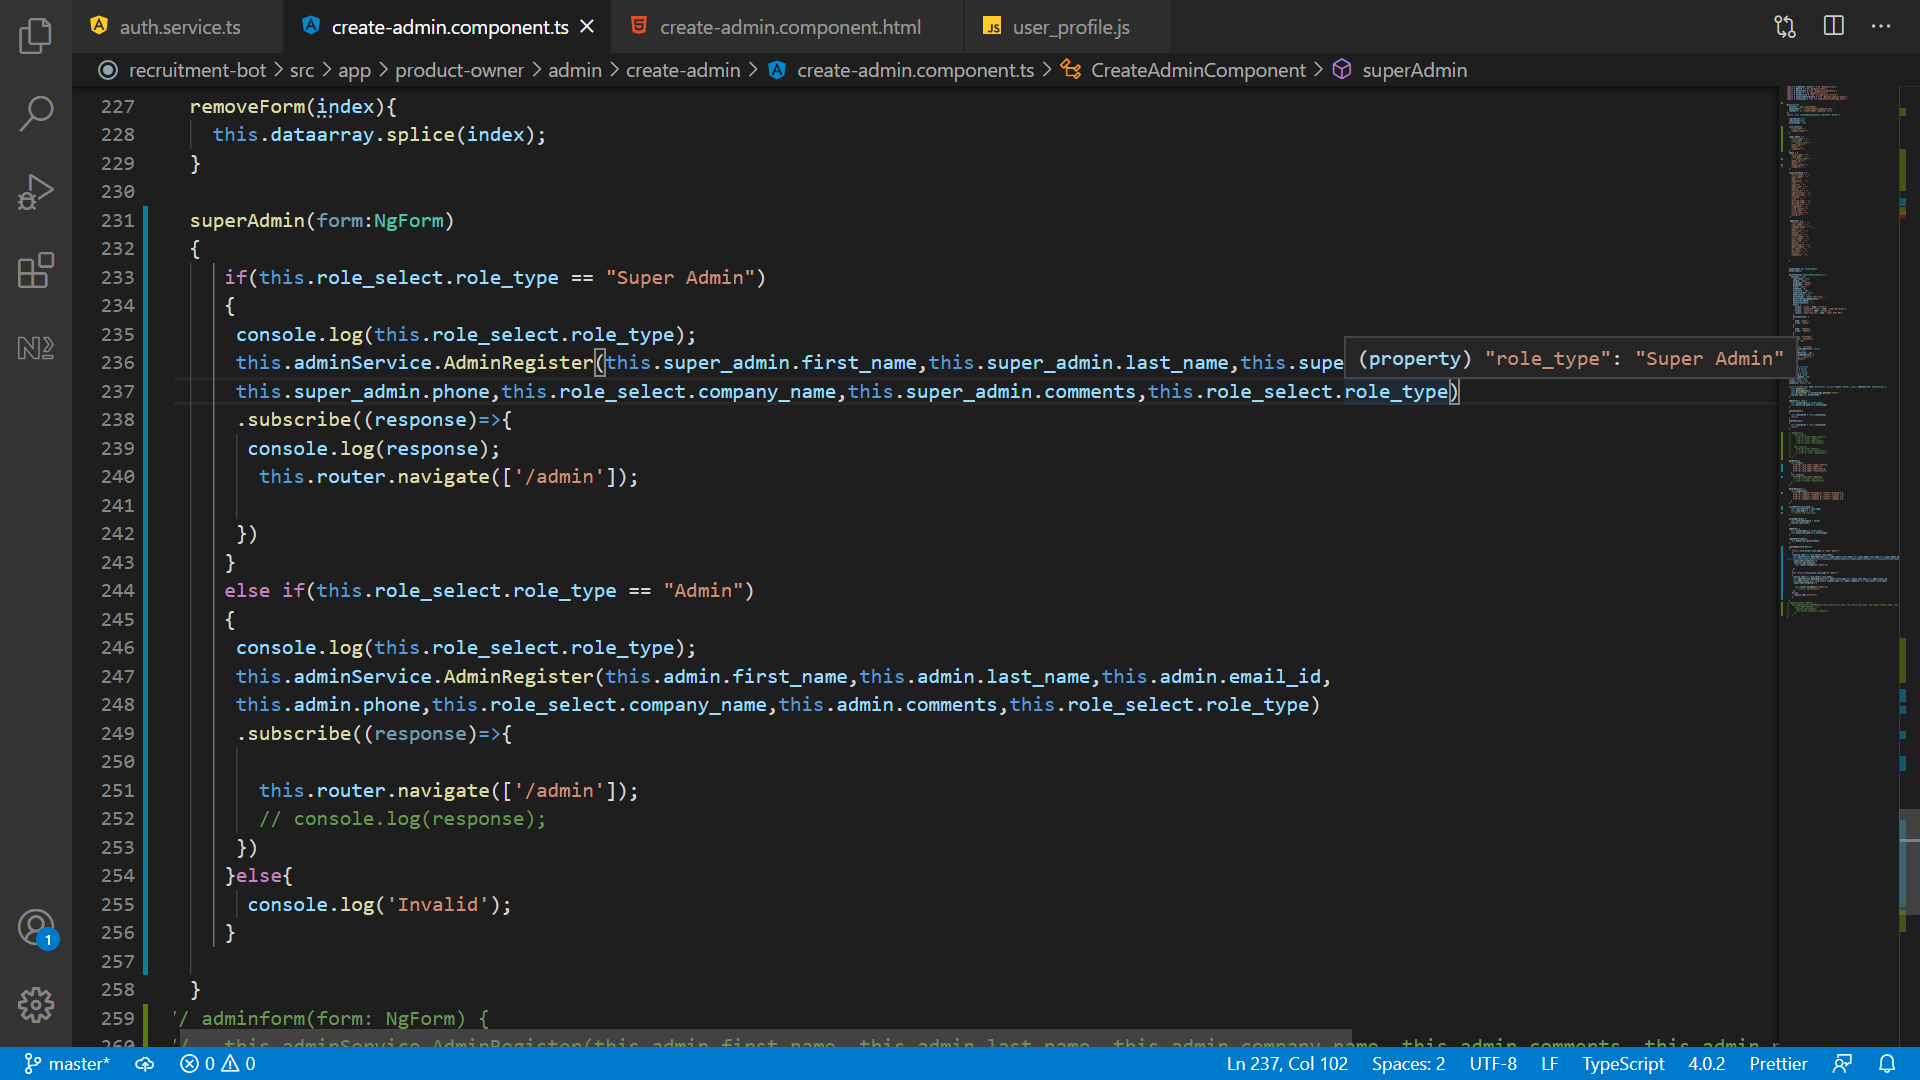 auth.service.ts
create-admin.component.ts
create-admin.component.html
user_profile.js
recruitment-bot > src > app > product-owner > admin > create-admin > create-admin.component.ts > CreateAdminComponent > superAdmin
227 removeForm(index){
228 this.dataarray.splice(index);
229 }
230
231 superAdmin(form:NgForm)
232 {
233 if(this.role_select.role_type == "Super Admin")
234 {
235 console.log(this.role_select.role_type);
236 this.adminService.AdminRegister(this.super_admin.first_name,this.super_admin.last_name,this.supe
(property) "role_type": "Super Admin"
237 this.super_admin.phone,this.role_select.company_name,this.super_admin.comments,this.role_select.role_type)
238 .subscribe((response)=>{
239 console.log(response);
240 this.router.navigate(['/admin']);
241
242 })
243 }
244 else if(this.role_select.role_type == "Admin")
245 {
246 console.log(this.role_select.role_type);
247 this.adminService.AdminRegister(this.admin.first_name,this.admin.last_name,this.admin.email_id,
248 this.admin.phone,this.role_select.company_name,this.admin.comments,this.role_select.role_type)
249 .subscribe((response)=>{
250
251 this.router.navigate(['/admin']);
252 // console.log(response);
253 })
254 }else{
255 console.log('Invalid');
256 }
257
258 }
259 // adminform(form: NgForm) {
260 // this.adminService.AdminRegister(this.admin.first_name, this.admin.last_name, this.admin.company_name, this.admin.comments, this.admin.
1
master* 0 0 Ln 237, Col 102 Spaces: 2 UTF-8 LF TypeScript 4.0.2 Prettier